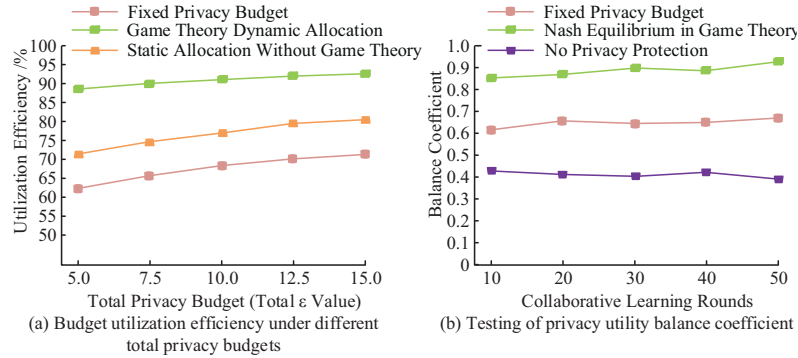 Fixed Privacy Budget
Game Theory Dynamic Allocation
Static Allocation Without Game Theory
100
95
90
85
80
75
70
65
60
55
50
Utilization Efficiency /%
5.0 7.5 10.0 12.5 15.0
Total Privacy Budget (Total ε Value)
(a) Budget utilization efficiency under different
total privacy budgets
Fixed Privacy Budget
Nash Equilibrium in Game Theory
No Privacy Protection
1.0
0.9
0.8
0.7
0.6
0.5
0.4
0.3
0.2
0.1
0
Balance Coefficient
10 20 30 40 50
Collaborative Learning Rounds
(b) Testing of privacy utility balance coefficient